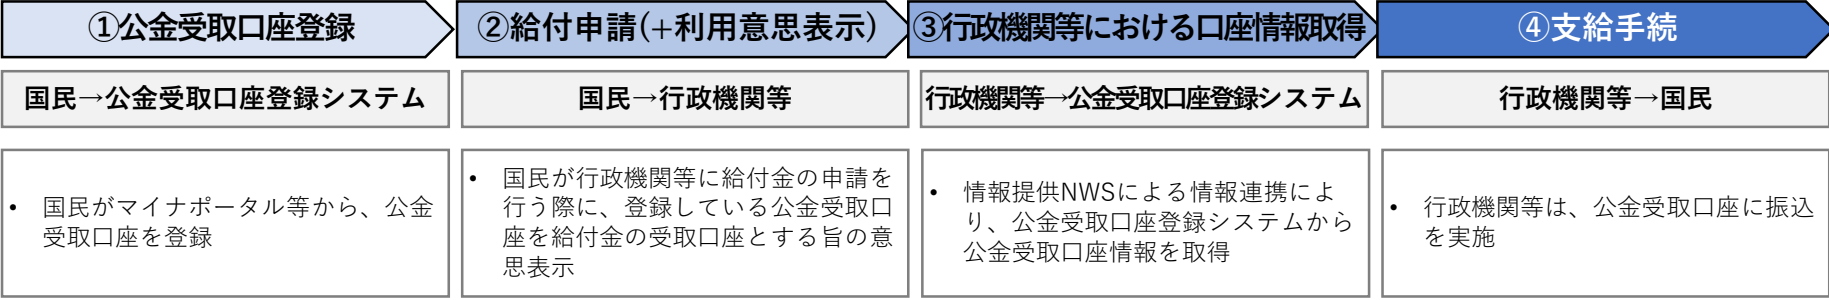 ①公金受取口座登録
②給付申請(+利用意思表示)
③行政機関等における口座情報取得
④支給手続
国民→公金受取口座登録システム
国民→行政機関等
行政機関等→公金受取口座登録システム
行政機関等→国民
• 国民がマイナポータル等から、公金
受取口座を登録
• 国民が行政機関等に給付金の申請を
行う際に、登録している公金受取口
座を給付金の受取口座とする旨の意
思表示
• 情報提供NWSによる情報連携によ
り、公金受取口座登録システムから
公金受取口座情報を取得
• 行政機関等は、公金受取口座に振込
を実施